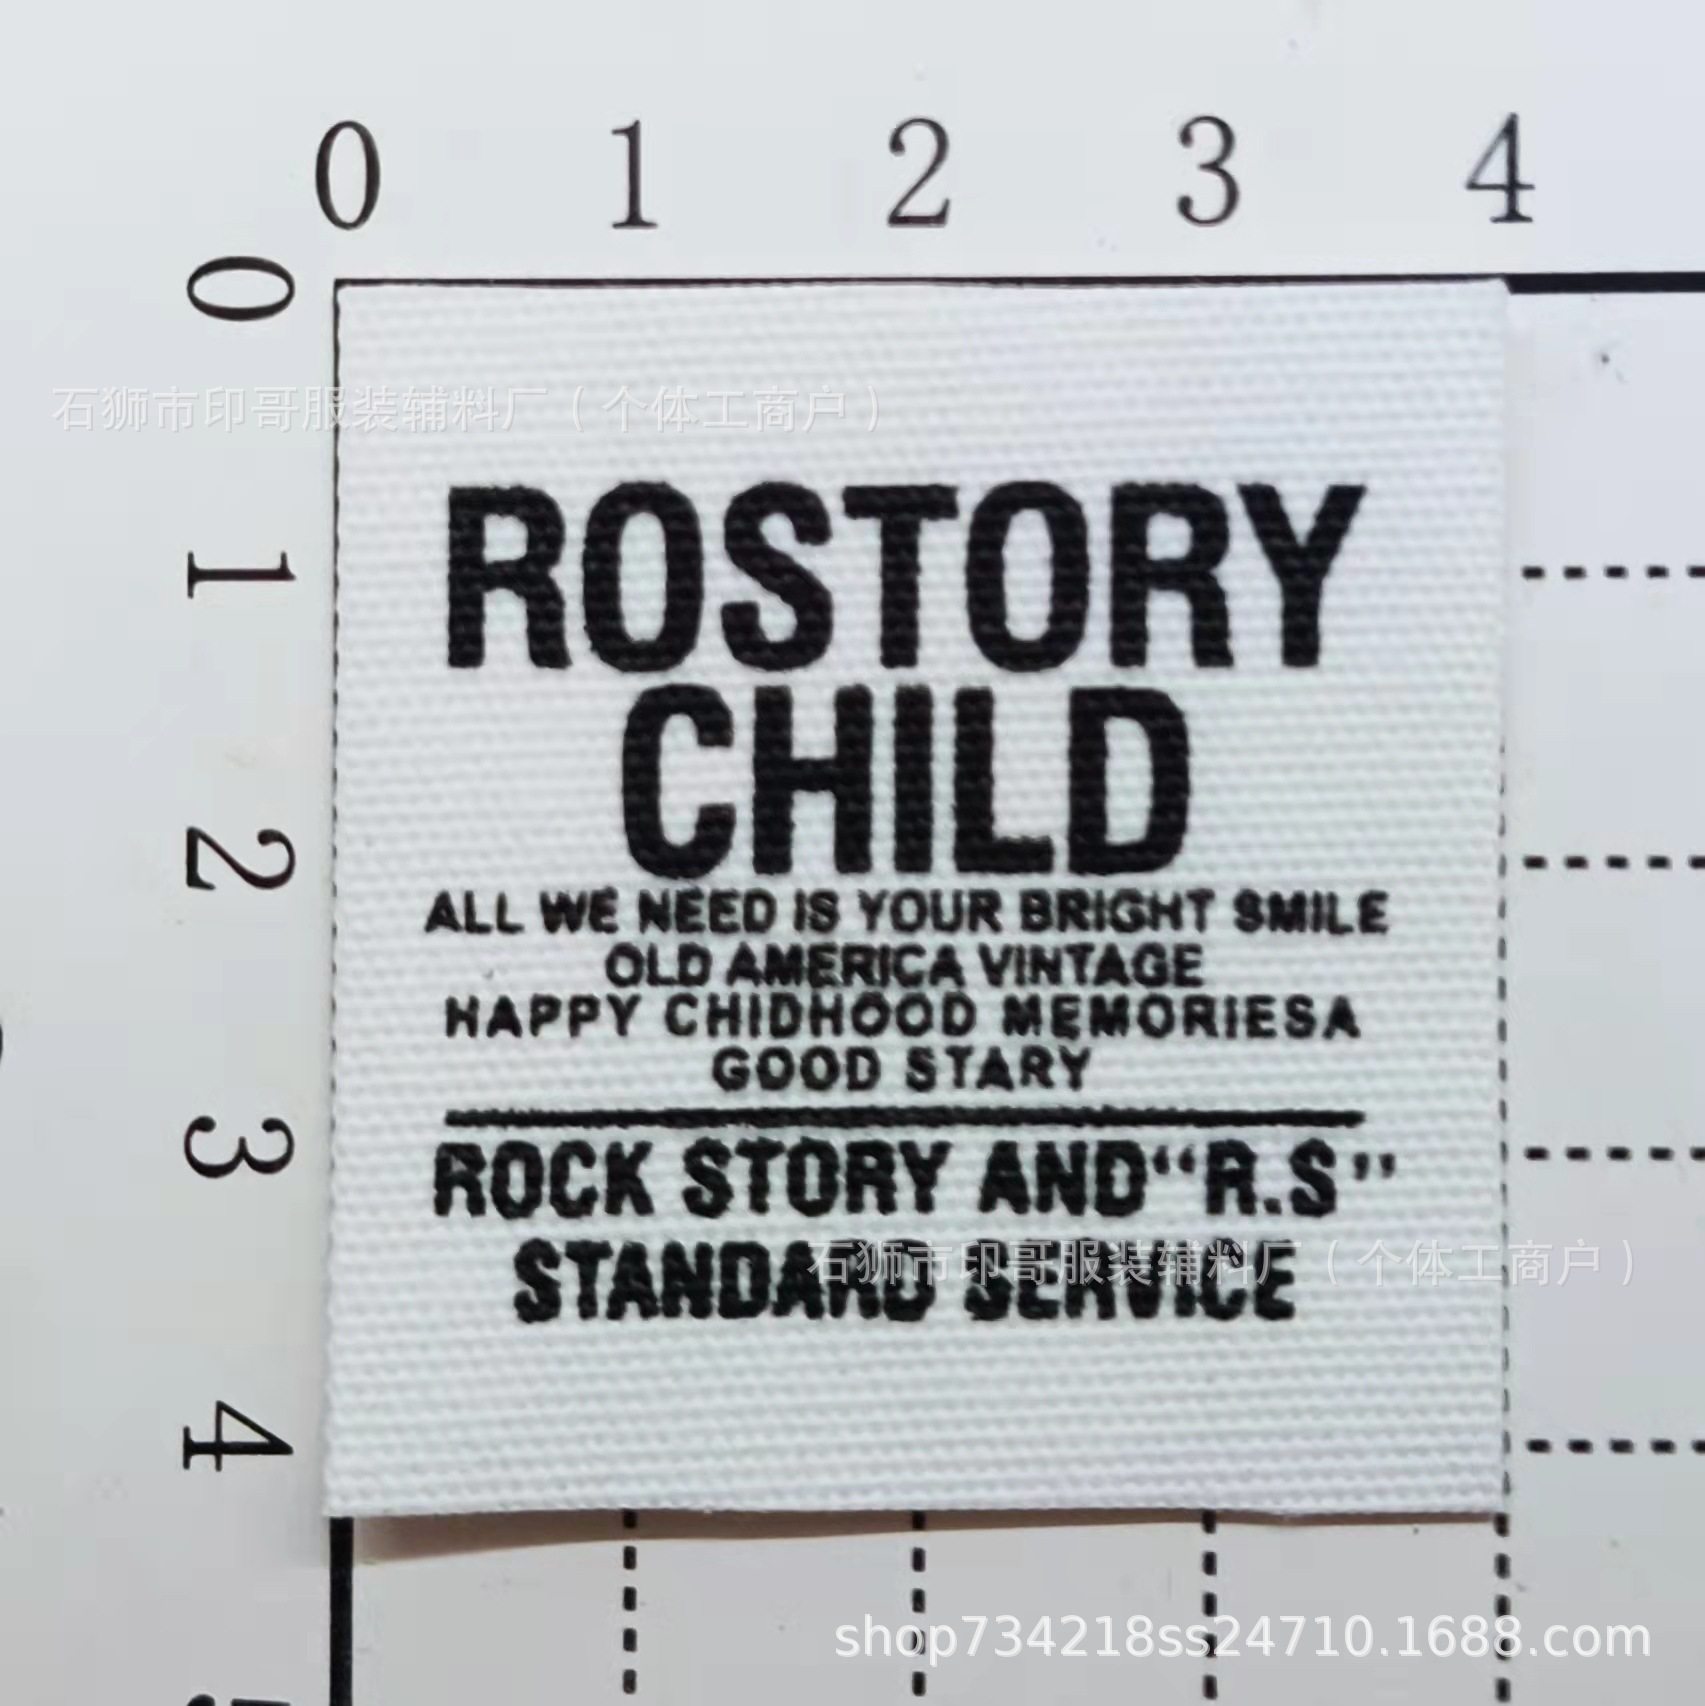 0 1 2 3 4
0
石狮市印哥服装辅料厂（个体工商户）
ROSTORY
1
CHILD
2
ALL WE NEED IS YOUR BRIGHT SMILE
OLD AMERICA VINTAGE
HAPPY CHIDHOOD MEMORIESA
GOOD STARY
3
ROCK STORY AND“R.S”
STANDARD SERVICE
石狮市印哥服装辅料厂（个体工商户）
4
shop734218ss24710.1688.com